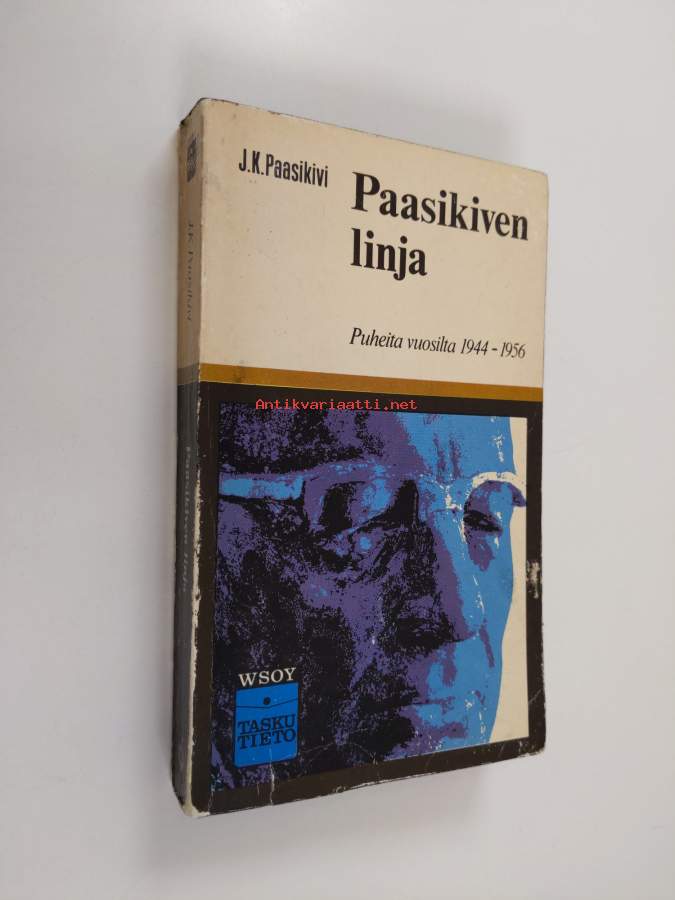 J.K.Paasikivi
Paasikiven
linja
Puheita vuosilta 1944 - 1956
Antikvariaatti.net
WSOY
TASKU
TIETO
J.K. Paasikivi
Paasikiven linja